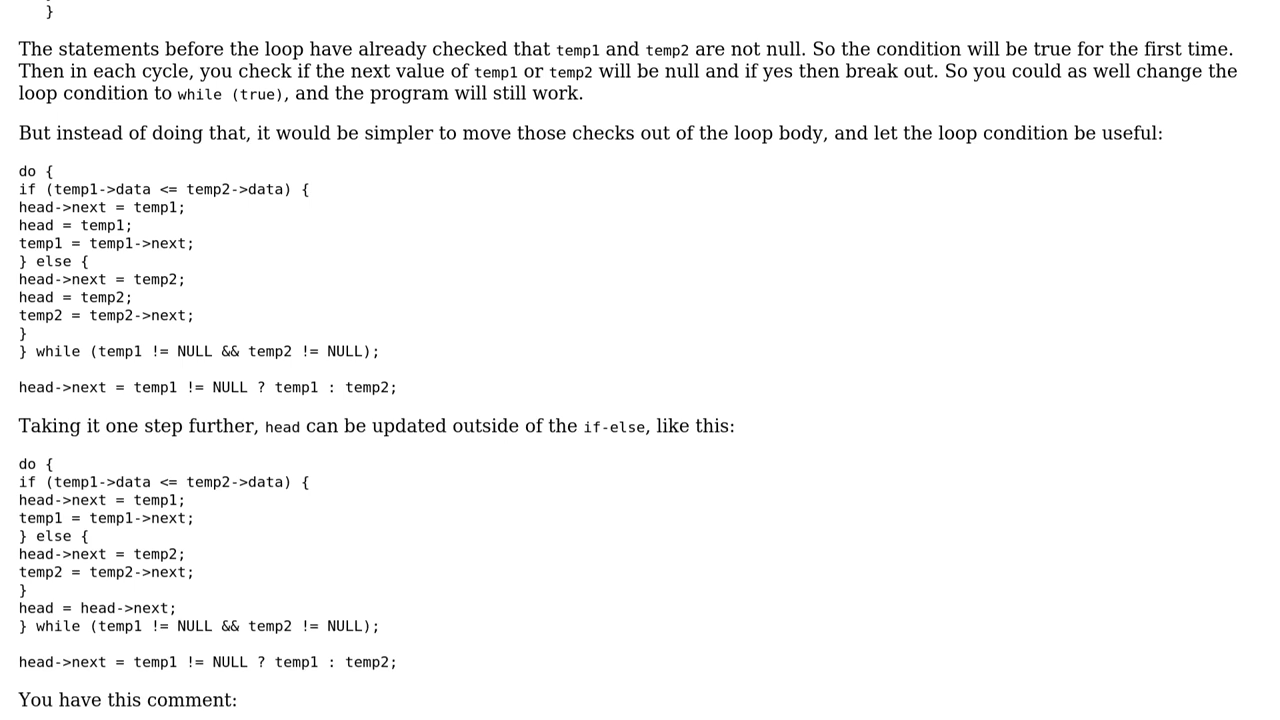 }
The statements before the loop have already checked that temp1 and temp2 are not null. So the condition will be true for the first time.
Then in each cycle, you check if the next value of temp1 or temp2 will be null and if yes then break out. So you could as well change the
loop condition to while (true), and the program will still work.
But instead of doing that, it would be simpler to move those checks out of the loop body, and let the loop condition be useful:
do {
if (temp1->data <= temp2->data) {
head->next = temp1;
head = temp1;
temp1 = temp1->next;
} else {
head->next = temp2;
head = temp2;
temp2 = temp2->next;
}
} while (temp1 != NULL && temp2 != NULL);
head->next = temp1 != NULL ? temp1 : temp2;
Taking it one step further, head can be updated outside of the if-else, like this:
do {
if (temp1->data <= temp2->data) {
head->next = temp1;
temp1 = temp1->next;
} else {
head->next = temp2;
temp2 = temp2->next;
}
head = head->next;
} while (temp1 != NULL && temp2 != NULL);
head->next = temp1 != NULL ? temp1 : temp2;
You have this comment: